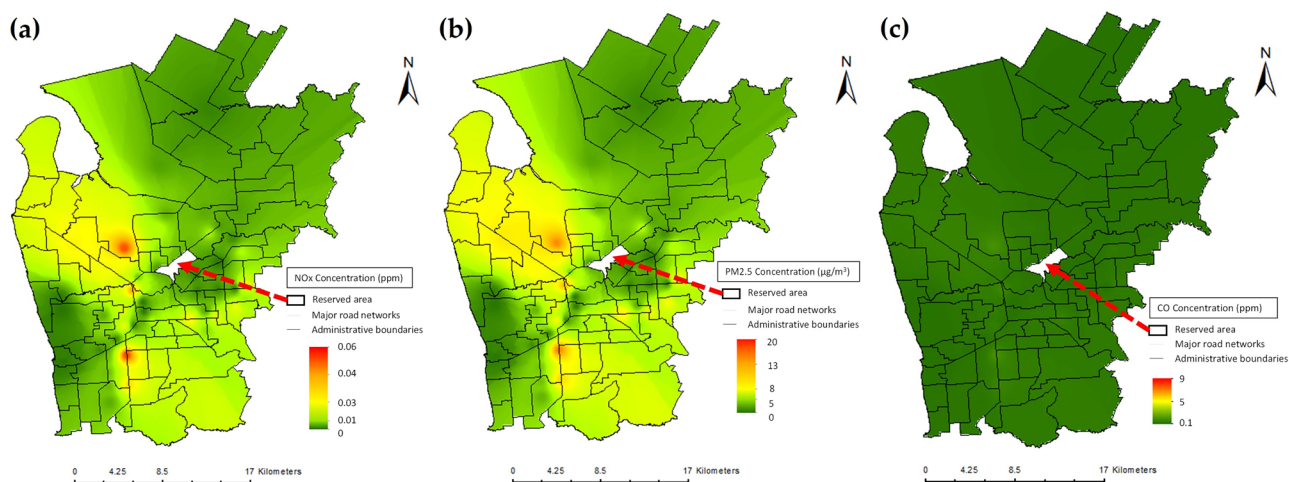 (a)
N
NOx Concentration (ppm)
Reserved area
Major road networks
Administrative boundaries
0.06
0.04
0.03
0.01
0
0 4.25 8.5 17 Kilometers
(b)
N
PM2.5 Concentration (µg/m³)
Reserved area
Major road networks
Administrative boundaries
20
13
8
5
0
0 4.25 8.5 17 Kilometers
(c)
N
CO Concentration (ppm)
Reserved area
Major road networks
Administrative boundaries
9
5
0.1
0 4.25 8.5 17 Kilometers